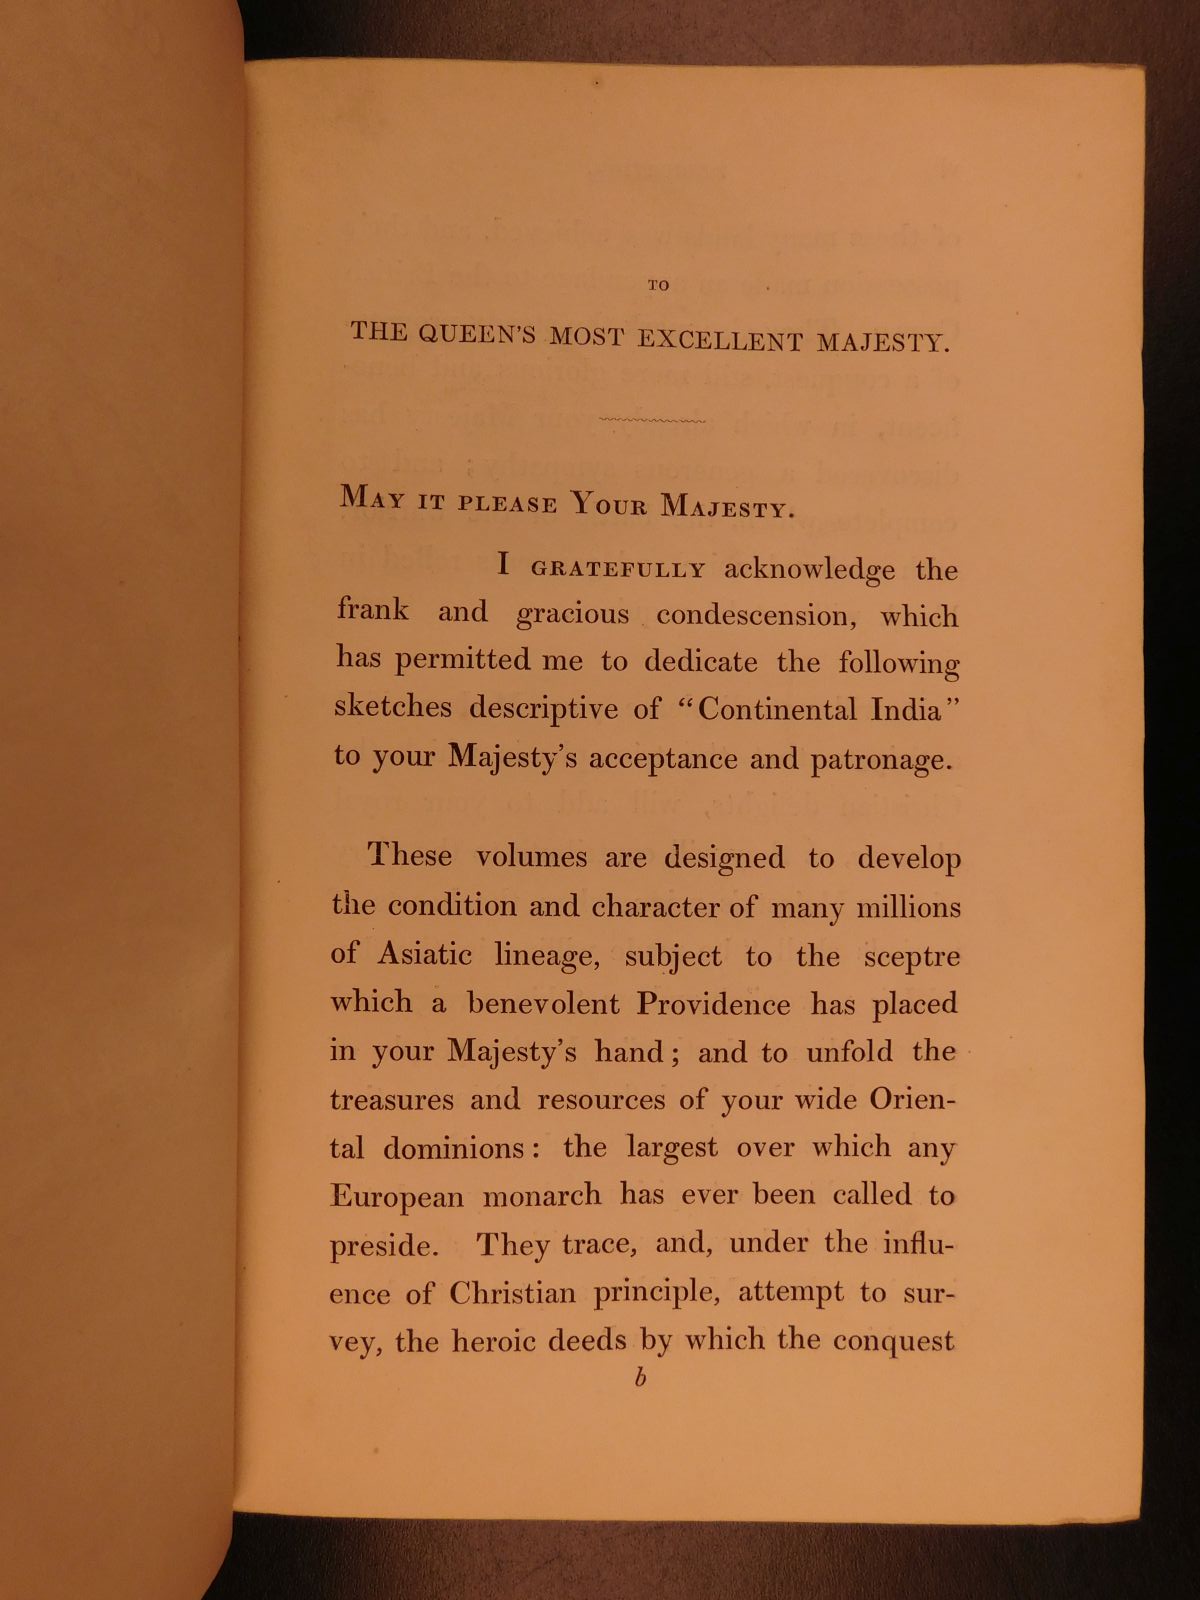 TO
THE QUEEN'S MOST EXCELLENT MAJESTY.
MAY IT PLEASE YOUR MAJESTY.
I GRATEFULLY acknowledge the
frank and gracious condescension, which
has permitted me to dedicate the following
sketches descriptive of “Continental India”
to your Majesty's acceptance and patronage.
These volumes are designed to develop
the condition and character of many millions
of Asiatic lineage, subject to the sceptre
which a benevolent Providence has placed
in your Majesty's hand; and to unfold the
treasures and resources of your wide Orien-
tal dominions: the largest over which any
European monarch has ever been called to
preside. They trace, and, under the influ-
ence of Christian principle, attempt to sur-
vey, the heroic deeds by which the conquest
b